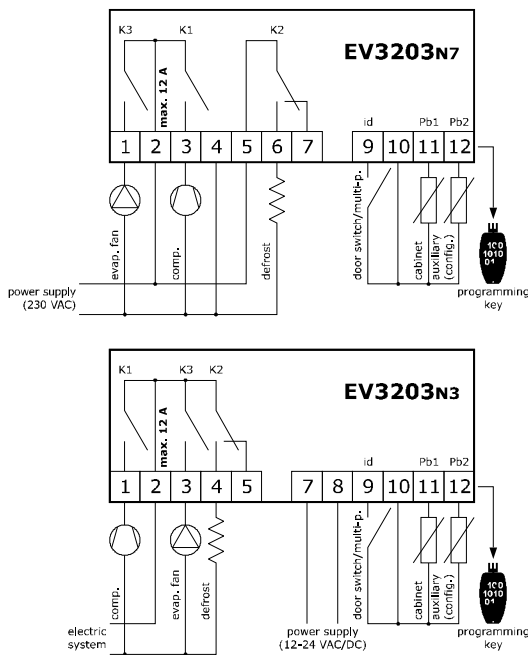 EV3203N7
K3 K1 K2
max. 12 A
id Pb1 Pb2
1 2 3 4 5 6 7 9 10 11 12
evap. fan
comp.
defrost
door switch/multi-p.
cabinet
auxiliary
(config.)
100
1010
01
power supply
(230 VAC)
programming
key
EV3203N3
K1 K3 K2
max. 12 A
id Pb1 Pb2
1 2 3 4 5 7 8 9 10 11 12
comp.
evap. fan
defrost
door switch/multi-p.
cabinet
auxiliary
(config.)
100
1010
01
electric
system
power supply
(12-24 VAC/DC)
programming
key